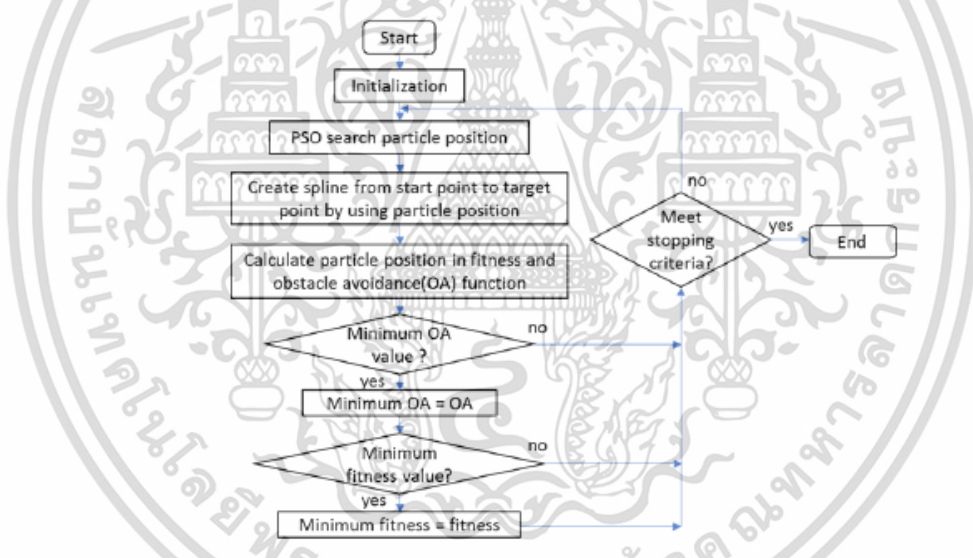 Start
Initialization
PSO search particle position
Create spline from start point to target
point by using particle position
Calculate particle position in fitness and
obstacle avoidance(OA) function
Minimum OA
value ?
no
yes
Minimum OA = OA
Minimum
fitness value?
no
yes
Minimum fitness = fitness
no
Meet
stopping
criteria?
yes
End